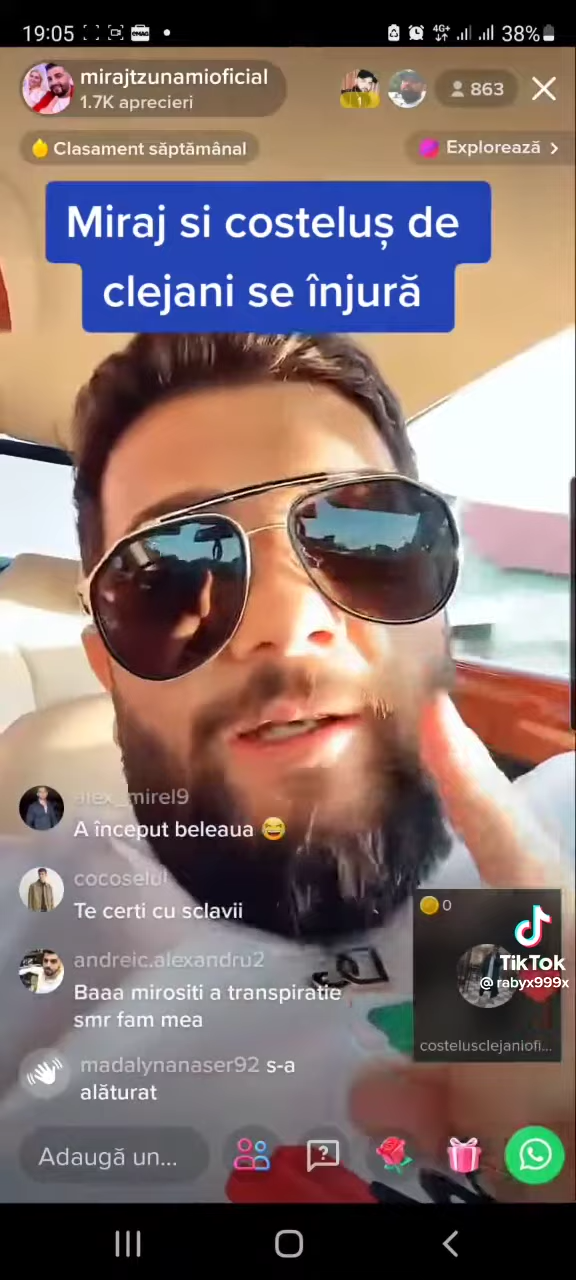 19:05
4G+
38%
mirajtzunamioficial
1.7K aprecieri
1
863
Clasament săptămânal
Explorează
Miraj si costeluș de
clejani se înjură
alex_mirel9
A început beleaua 😂
cocoselul
Te certi cu sclavii
andreic.alexandru2
Baaa mirositi a transpiratie
smr fam mea
madalynanaser92 s-a
alăturat
0
TikTok
@rabyx999x
costelusclejaniofi...
Adaugă un...